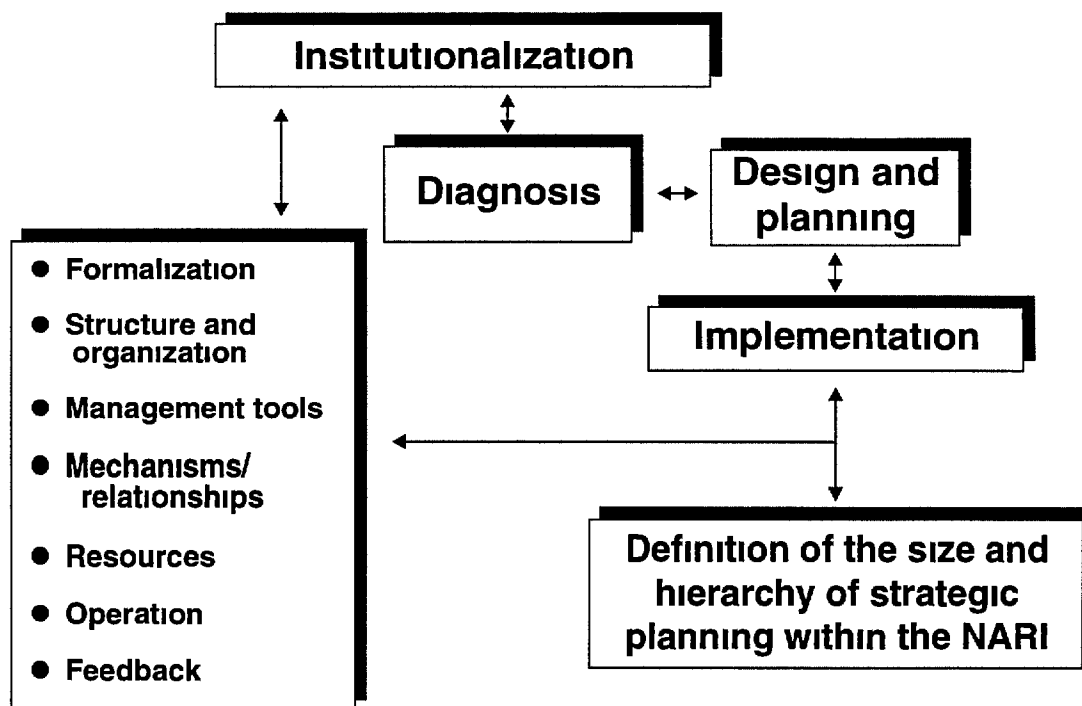 Institutionalization
Diagnosis
Design and
planning
Implementation
● Formalization
● Structure and
organization
● Management tools
● Mechanisms/
relationships
● Resources
● Operation
● Feedback
Definition of the size and
hierarchy of strategic
planning within the NARI